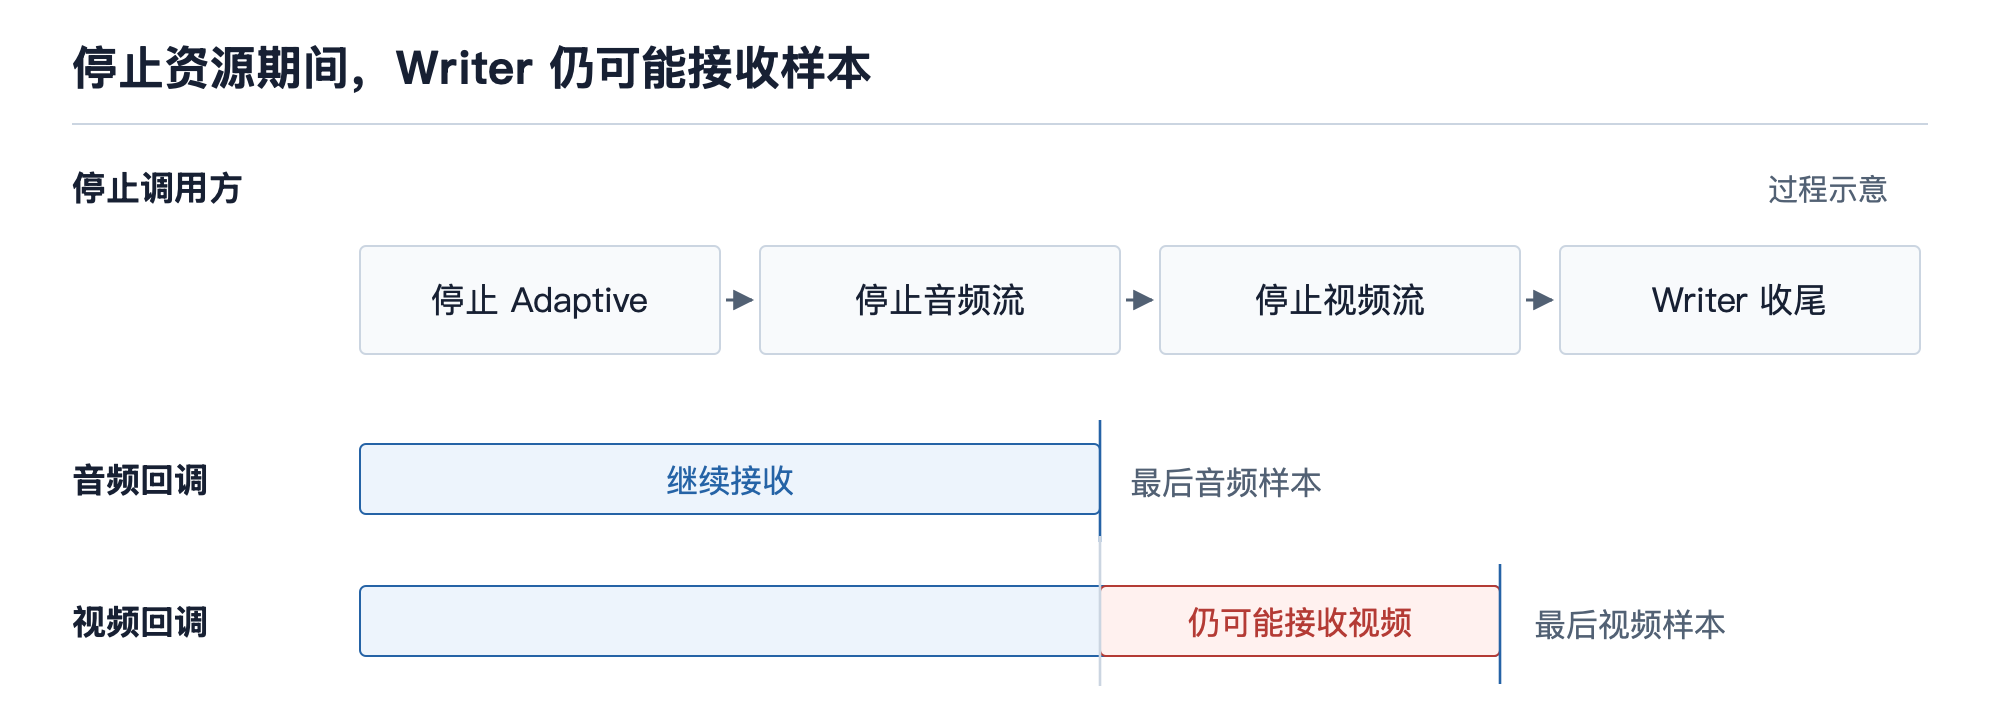 停止资源期间，Writer 仍可能接收样本
停止调用方
过程示意
停止 Adaptive
停止音频流
停止视频流
Writer 收尾
音频回调
继续接收
最后音频样本
视频回调
仍可能接收视频
最后视频样本